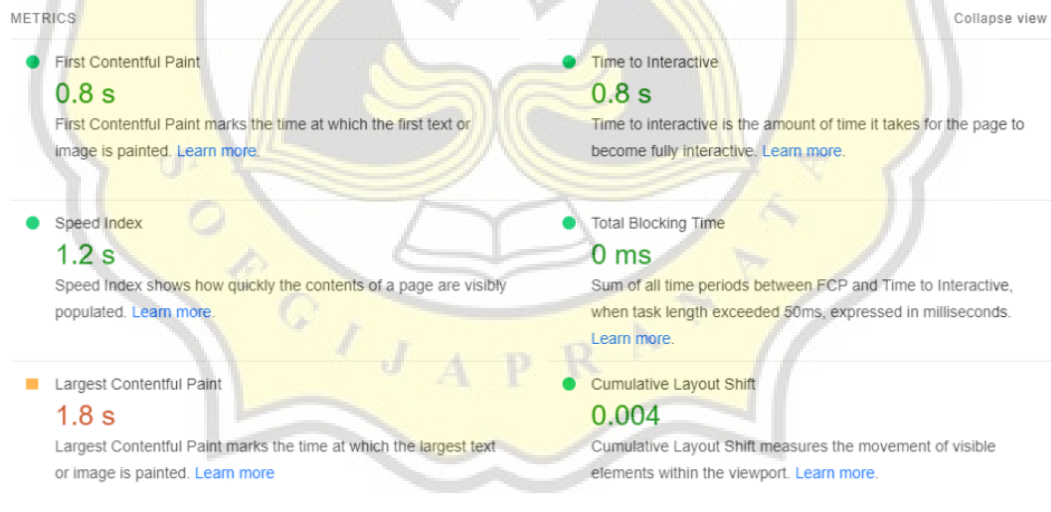 METRICS
Collapse view
First Contentful Paint
0.8 s
First Contentful Paint marks the time at which the first text or
image is painted. Learn more.
Time to Interactive
0.8 s
Time to interactive is the amount of time it takes for the page to
become fully interactive. Learn more.
Speed Index
1.2 s
Speed Index shows how quickly the contents of a page are visibly
populated. Learn more.
Total Blocking Time
0 ms
Sum of all time periods between FCP and Time to Interactive,
when task length exceeded 50ms, expressed in milliseconds.
Learn more.
Largest Contentful Paint
1.8 s
Largest Contentful Paint marks the time at which the largest text
or image is painted. Learn more
Cumulative Layout Shift
0.004
Cumulative Layout Shift measures the movement of visible
elements within the viewport. Learn more.
SOEGIJAPRANATA